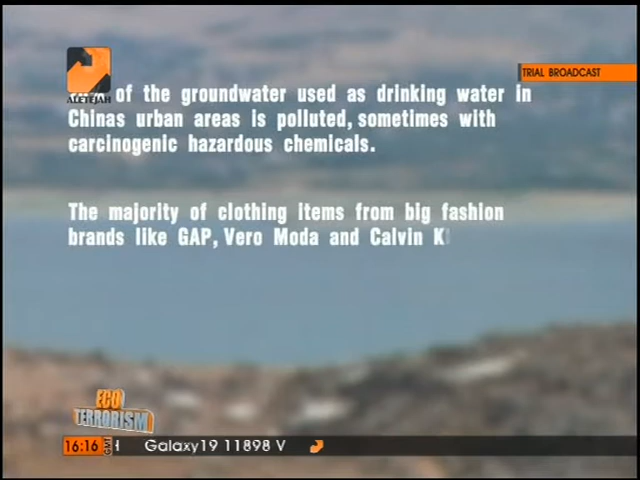 ALETEJAH
TRIAL BROADCAST
of the groundwater used as drinking water in
Chinas urban areas is polluted, sometimes with
carcinogenic hazardous chemicals.
The majority of clothing items from big fashion
brands like GAP, Vero Moda and Calvin K
ECO
TERRORISM
16:16 GMT H Galaxy19 11898 V